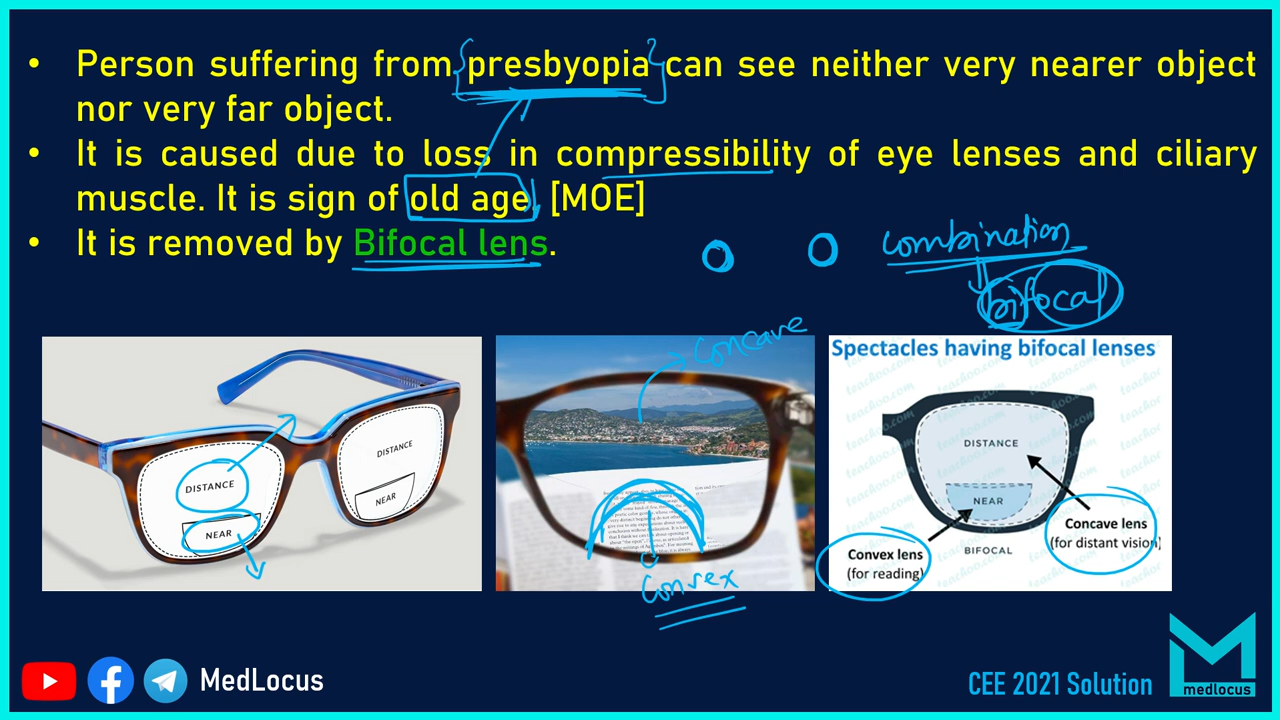 • Person suffering from presbyopia can see neither very nearer object
nor very far object.
• It is caused due to loss in compressibility of eye lenses and ciliary
muscle. It is sign of old age. [MOE]
• It is removed by Bifocal lens.
combination
bifocal
DISTANCE
NEAR
DISTANCE
NEAR
concave
convex
Spectacles having bifocal lenses
DISTANCE
NEAR
Concave lens
(for distant vision)
Convex lens
(for reading)
BIFOCAL
teachoo.com
MedLocus
CEE 2021 Solution
M
medlocus